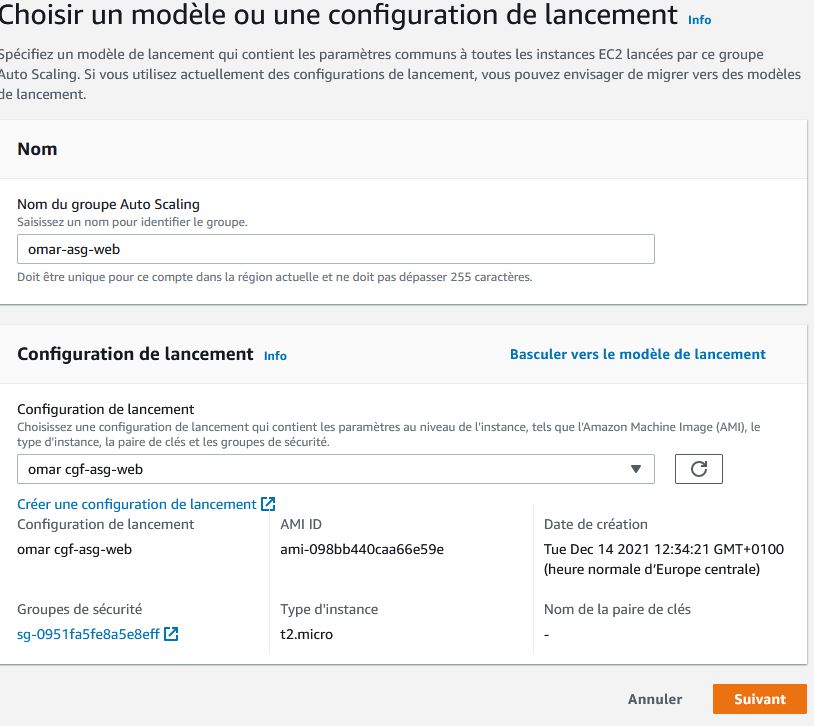 Choisir un modèle ou une configuration de lancement Info
Spécifiez un modèle de lancement qui contient les paramètres communs à toutes les instances EC2 lancées par ce groupe
Auto Scaling. Si vous utilisez actuellement des configurations de lancement, vous pouvez envisager de migrer vers des modèles
de lancement.
Nom
Nom du groupe Auto Scaling
Saisissez un nom pour identifier le groupe.
omar-asg-web
Doit être unique pour ce compte dans la région actuelle et ne doit pas dépasser 255 caractères.
Configuration de lancement Info Basculer vers le modèle de lancement
Configuration de lancement
Choisissez une configuration de lancement qui contient les paramètres au niveau de l'instance, tels que l'Amazon Machine Image (AMI), le
type d'instance, la paire de clés et les groupes de sécurité.
omar cgf-asg-web
Créer une configuration de lancement
Configuration de lancement AMI ID Date de création
omar cgf-asg-web ami-098bb440caa66e59e Tue Dec 14 2021 12:34:21 GMT+0100
(heure normale d’Europe centrale)
Groupes de sécurité Type d'instance Nom de la paire de clés
sg-0951fa5fe8a5e8eff t2.micro -
Annuler Suivant